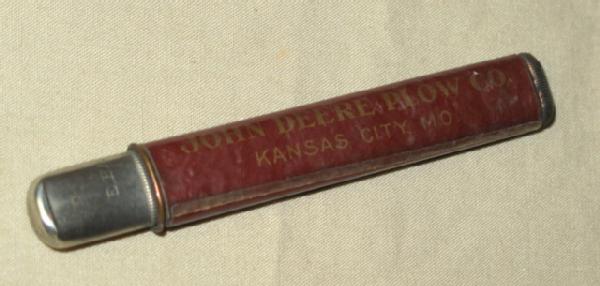 JOHN DEERE PLOW CO.
KANSAS CITY, MO.